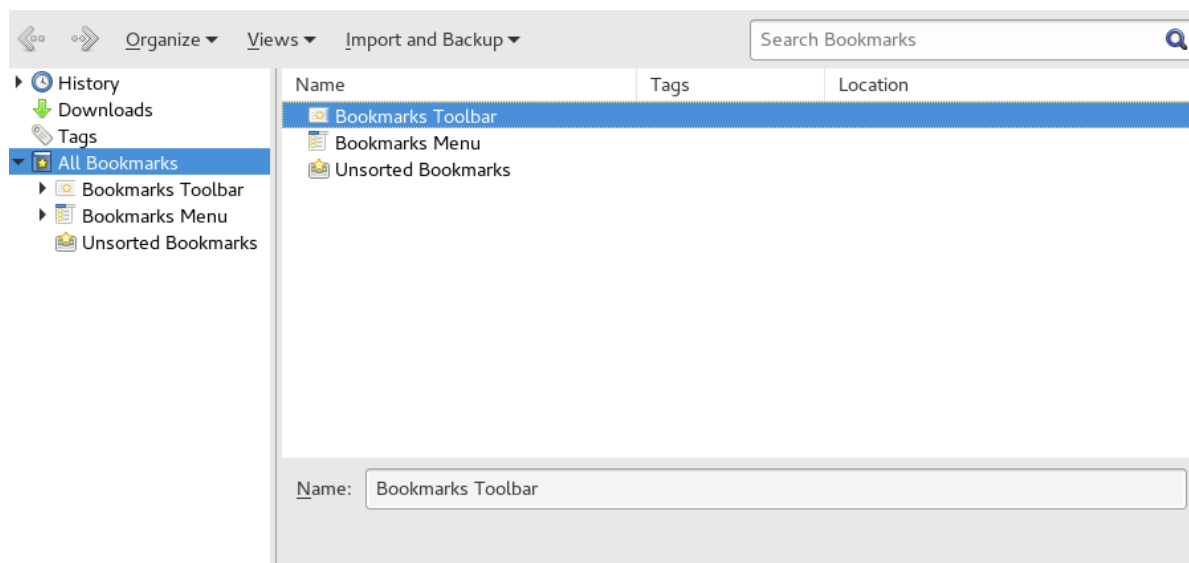 Organize Views Import and Backup Search Bookmarks
History
Downloads
Tags
All Bookmarks
Bookmarks Toolbar
Bookmarks Menu
Unsorted Bookmarks
Name Tags Location
Bookmarks Toolbar
Bookmarks Menu
Unsorted Bookmarks
Name: Bookmarks Toolbar